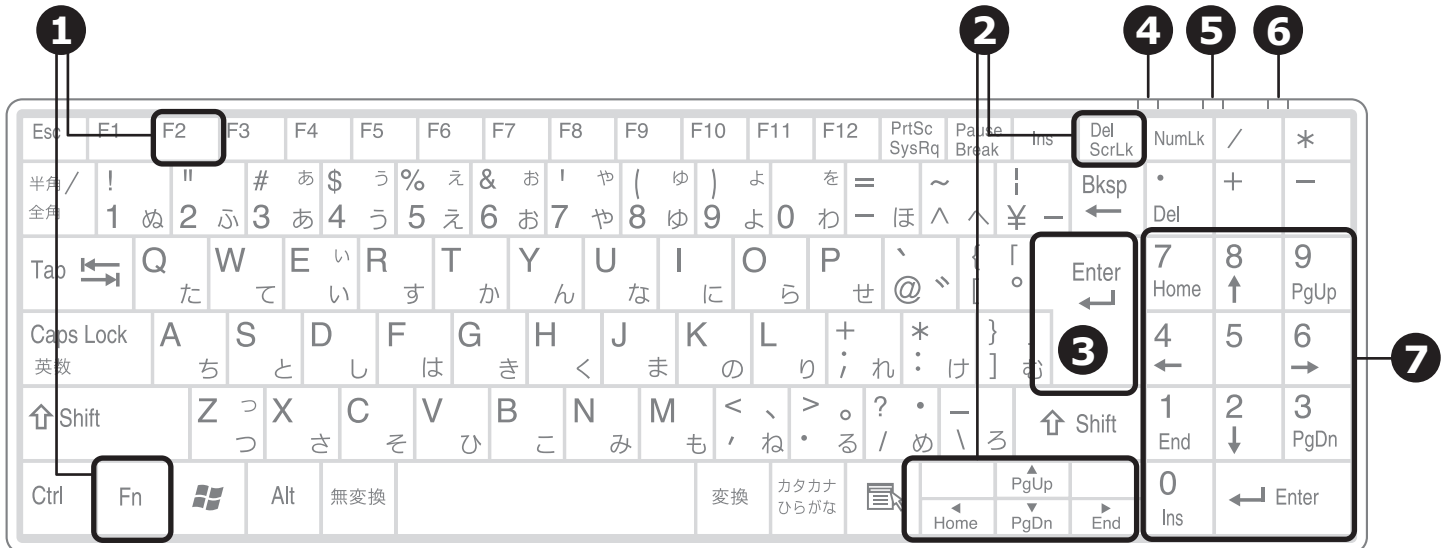 1 2 4 5 6
Esc F1 F2 F3 F4 F5 F6 F7 F8 F9 F10 F11 F12 PrtSc Pause Ins Del NumLk / *
SysRq Break ScrLk
半角/ ! " # あ $ う % え & お ' や ( ゆ ) よ を = ~ ¦ Bksp • + −
全角 1 ぬ 2 ふ 3 あ 4 う 5 え 6 お 7 や 8 ゆ 9 よ 0 わ − ほ ^ へ ¥ ー ← Del
Tab Q W E ぃ R T Y U I O P ` { 「 Enter 7 8 9
た て い す か ん な に ら せ @ ゛ [ ゜ Home ↑ PgUp
Caps Lock A S D F G H J K L + * } 」 3 4 5 6 7
英数 ち と し は き く ま の り ; れ : け ] む ← →
Shift Z っ X C V B N M < 、 > 。 ? ・ _ Shift 1 2 3
つ さ そ ひ こ み も , ね . る / め \ ろ End ↓ PgDn
Ctrl Fn Alt 無変換 変換 カタカナ PgUp 0 Enter
ひらがな Home PgDn End Ins